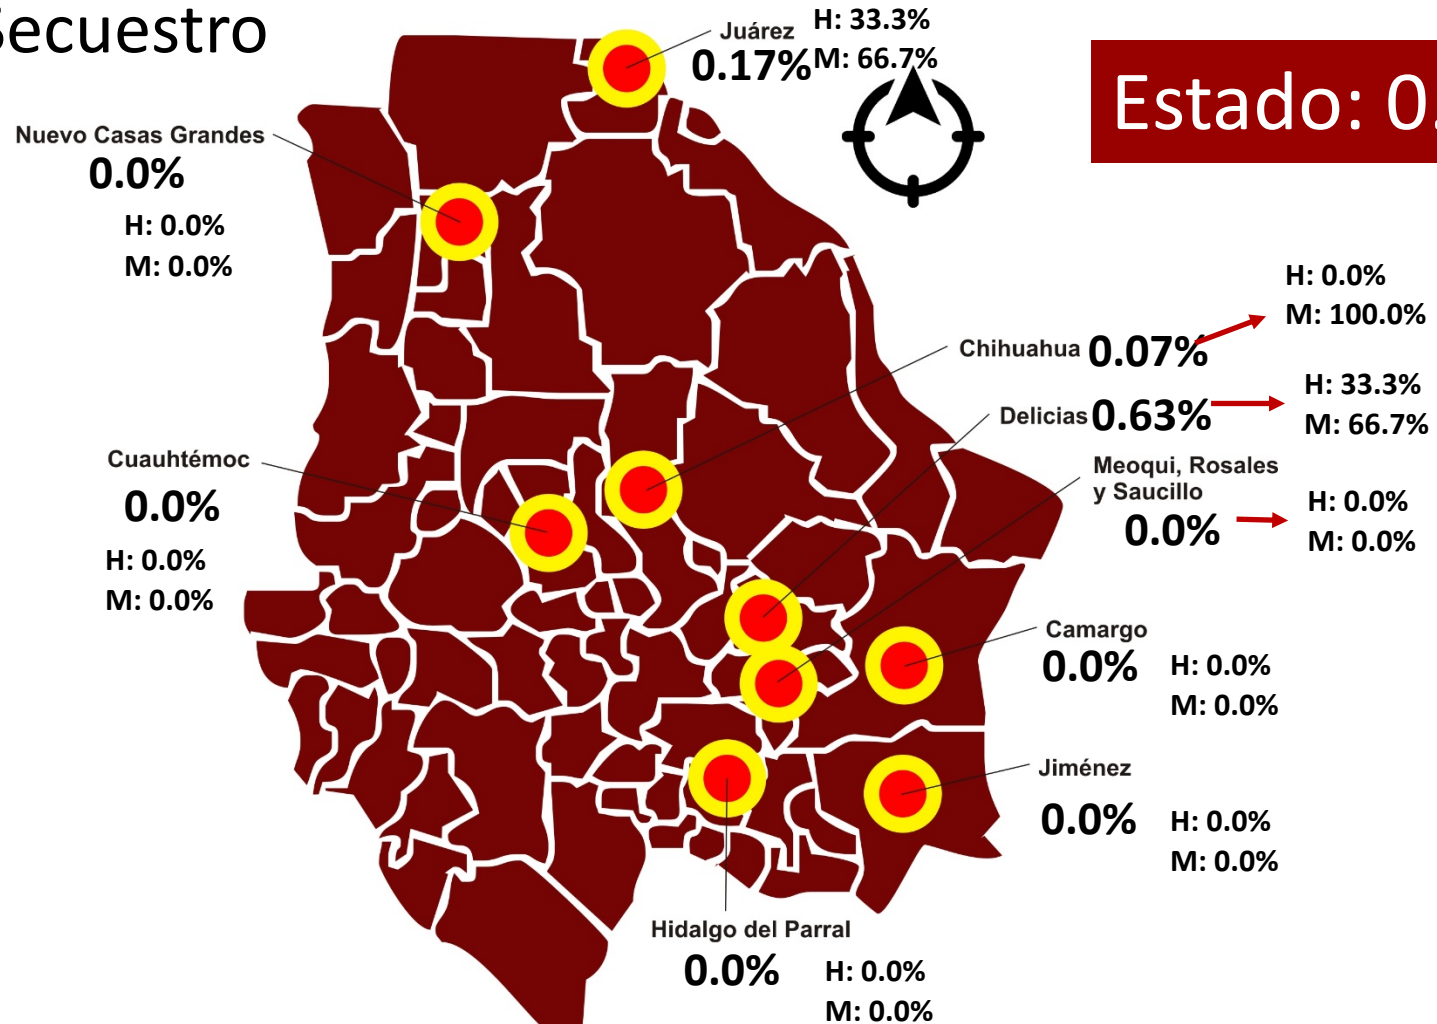 Secuestro
Juárez
0.17%
H: 33.3%
M: 66.7%
Estado: 0.
Nuevo Casas Grandes
0.0%
H: 0.0%
M: 0.0%
Chihuahua 0.07%
H: 0.0%
M: 100.0%
Delicias 0.63%
H: 33.3%
M: 66.7%
Cuauhtémoc
0.0%
H: 0.0%
M: 0.0%
Meoqui, Rosales
y Saucillo
0.0%
H: 0.0%
M: 0.0%
Camargo
0.0%
H: 0.0%
M: 0.0%
Jiménez
0.0%
H: 0.0%
M: 0.0%
Hidalgo del Parral
0.0%
H: 0.0%
M: 0.0%